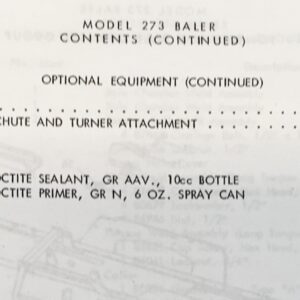 MODEL 273 BALER
CONTENTS (CONTINUED)
OPTIONAL EQUIPMENT (CONTINUED)
. . . . . . . . . . . . . . . . . . . . . . . .
CHUTE AND TURNER ATTACHMENT . . . . . . . .
OCTITE SEALANT, GR AAV., 10cc BOTTLE
OCTITE PRIMER, GR N, 6 OZ. SPRAY CAN